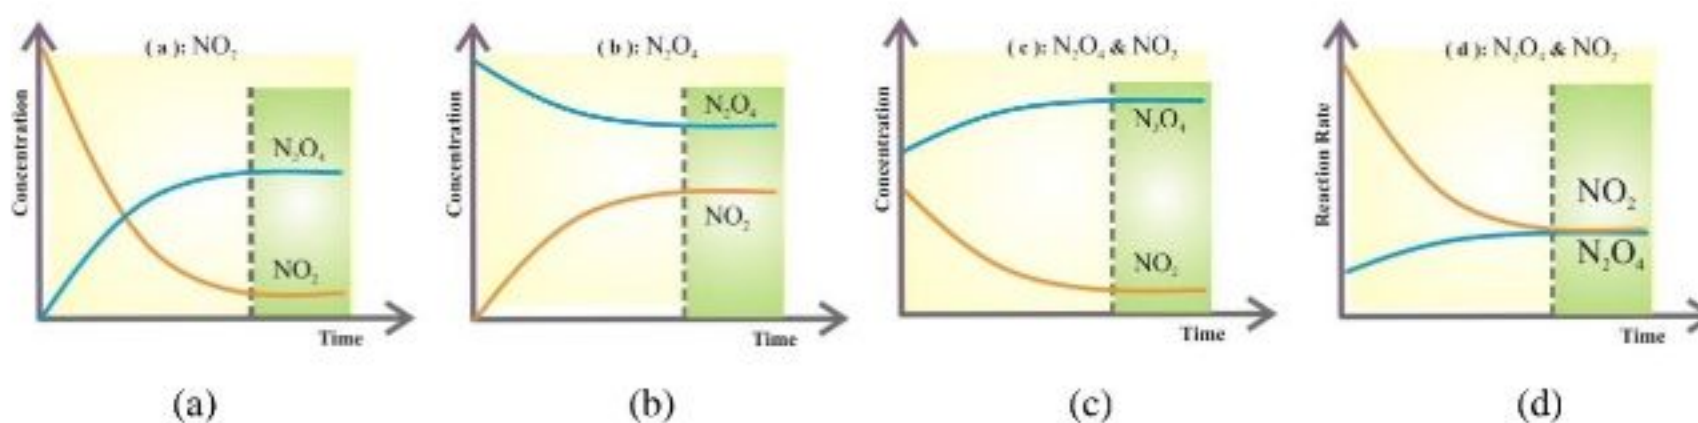 (a): NO₂
Concentration
N₂O₄
NO₂
Time
(a)
(b): N₂O₄
Concentration
N₂O₄
NO₂
Time
(b)
(c): N₂O₄ & NO₂
Concentration
N₂O₄
NO₂
Time
(c)
(d): N₂O₄ & NO₂
Reaction Rate
NO₂
N₂O₄
Time
(d)